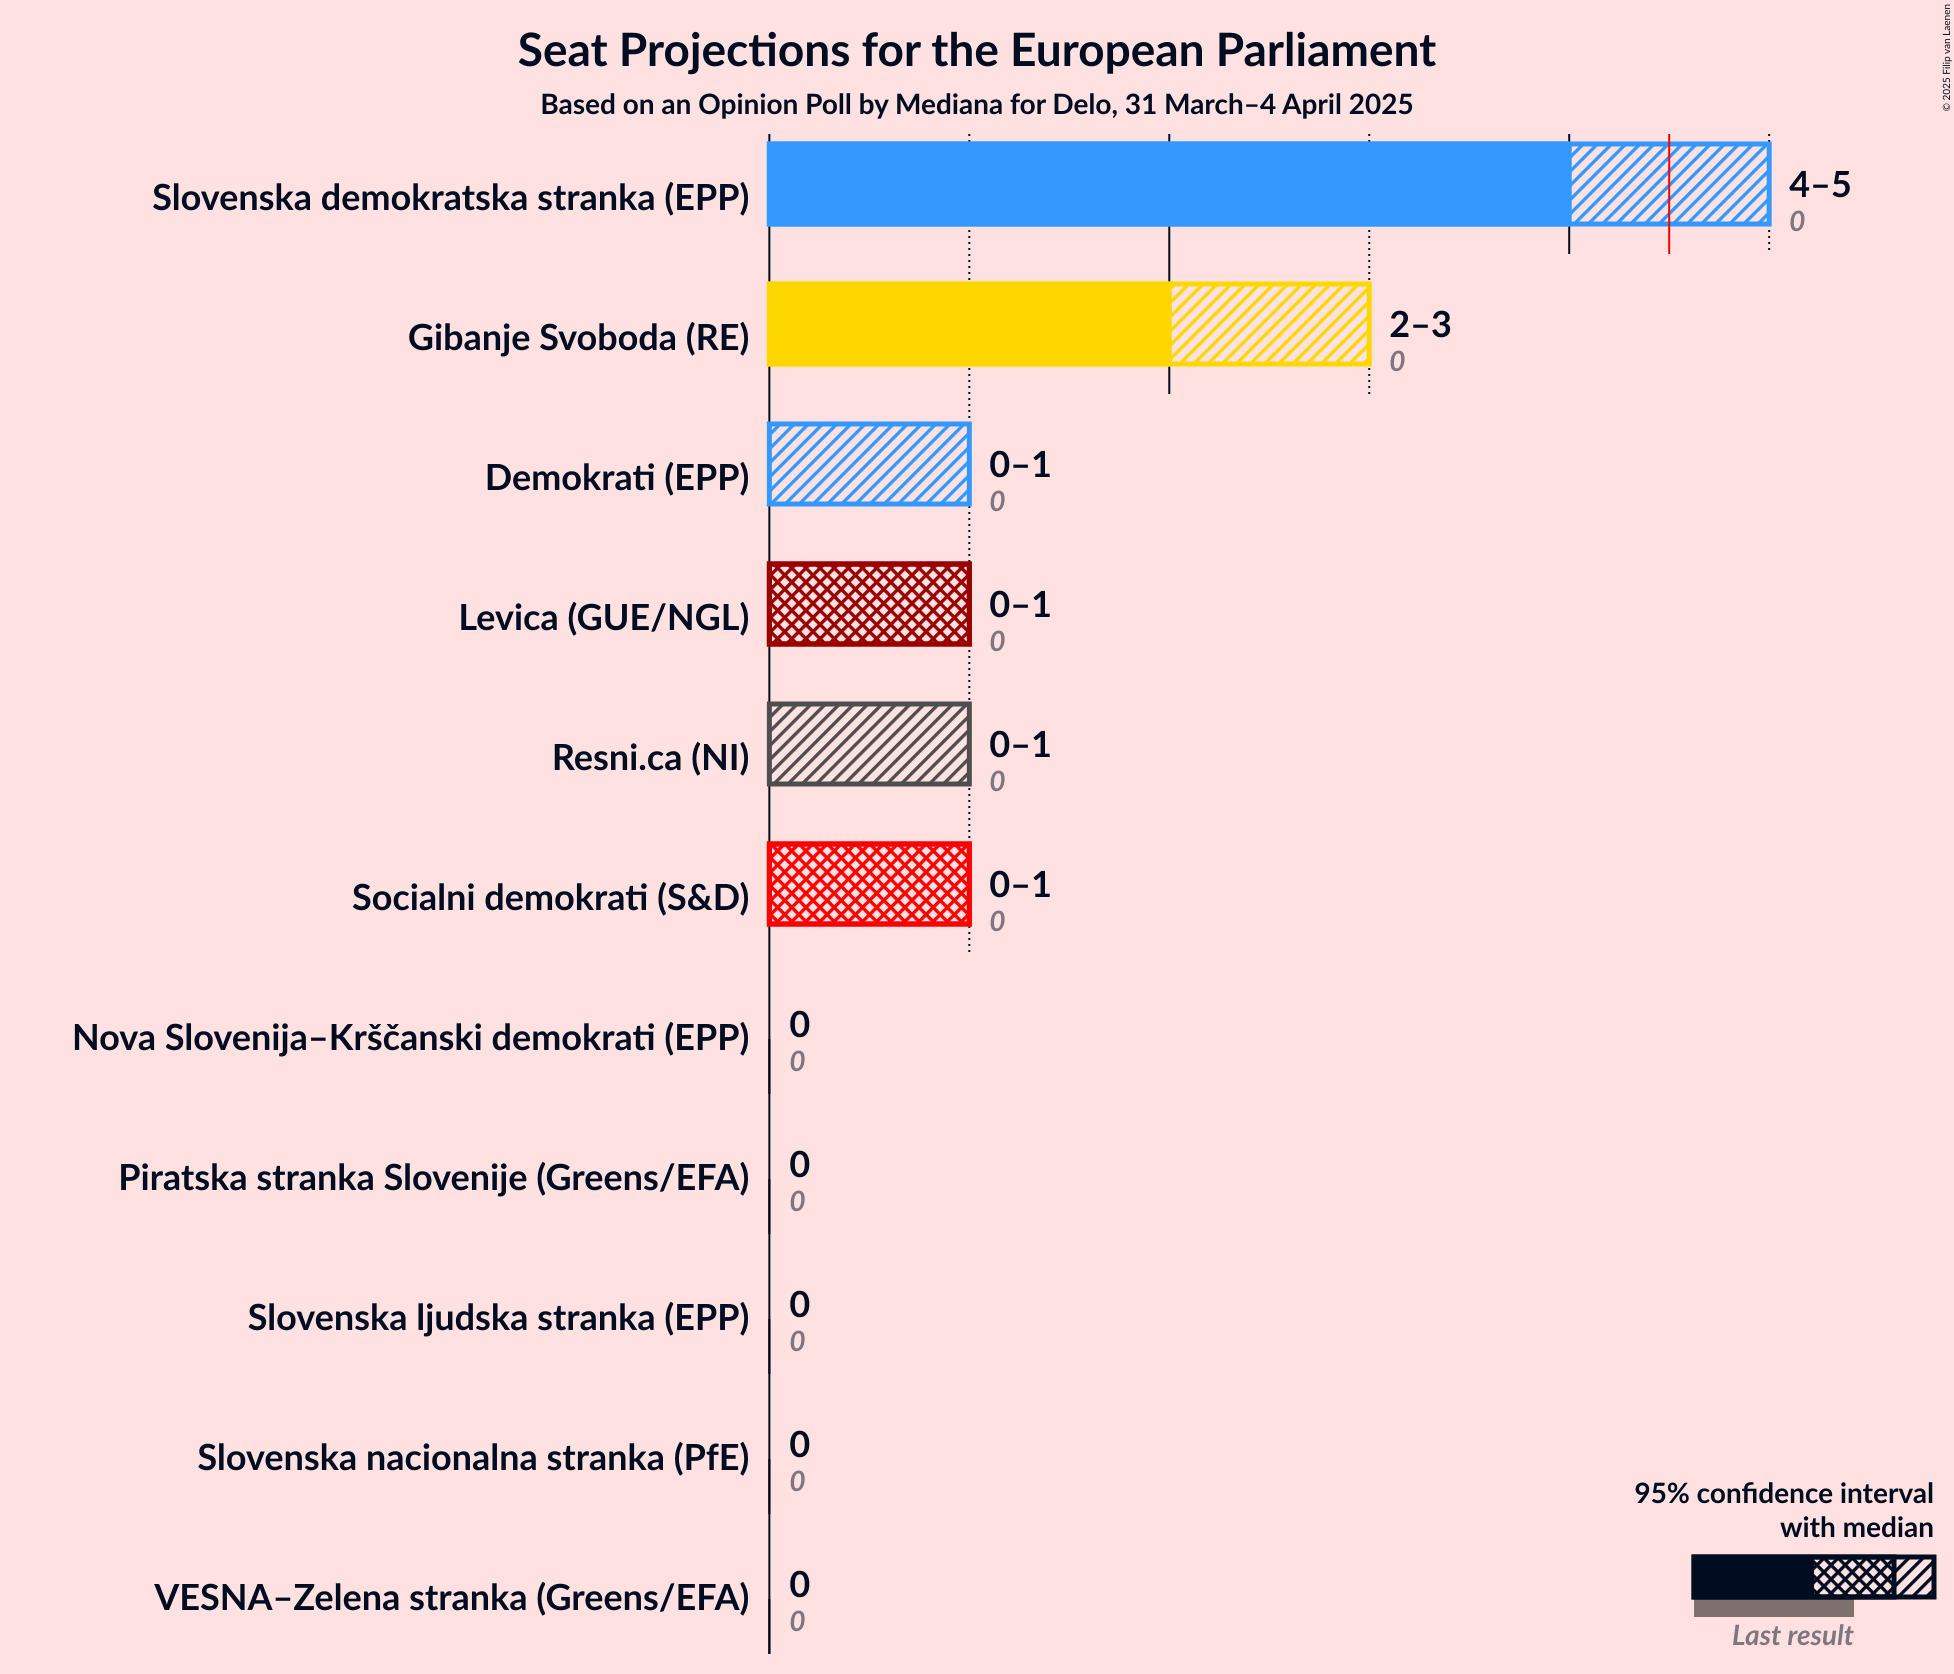 Seat Projections for the European Parliament
Based on an Opinion Poll by Mediana for Delo, 31 March–4 April 2025
© 2025 Filip van Laenen
Slovenska demokratska stranka (EPP)
4–5
0
Gibanje Svoboda (RE)
2–3
0
Demokrati (EPP)
0–1
0
Levica (GUE/NGL)
0–1
0
Resni.ca (NI)
0–1
0
Socialni demokrati (S&D)
0–1
0
Nova Slovenija–Krščanski demokrati (EPP)
0
0
Piratska stranka Slovenije (Greens/EFA)
0
0
Slovenska ljudska stranka (EPP)
0
0
Slovenska nacionalna stranka (PfE)
0
0
VESNA–Zelena stranka (Greens/EFA)
0
0
95% confidence interval
with median
Last result